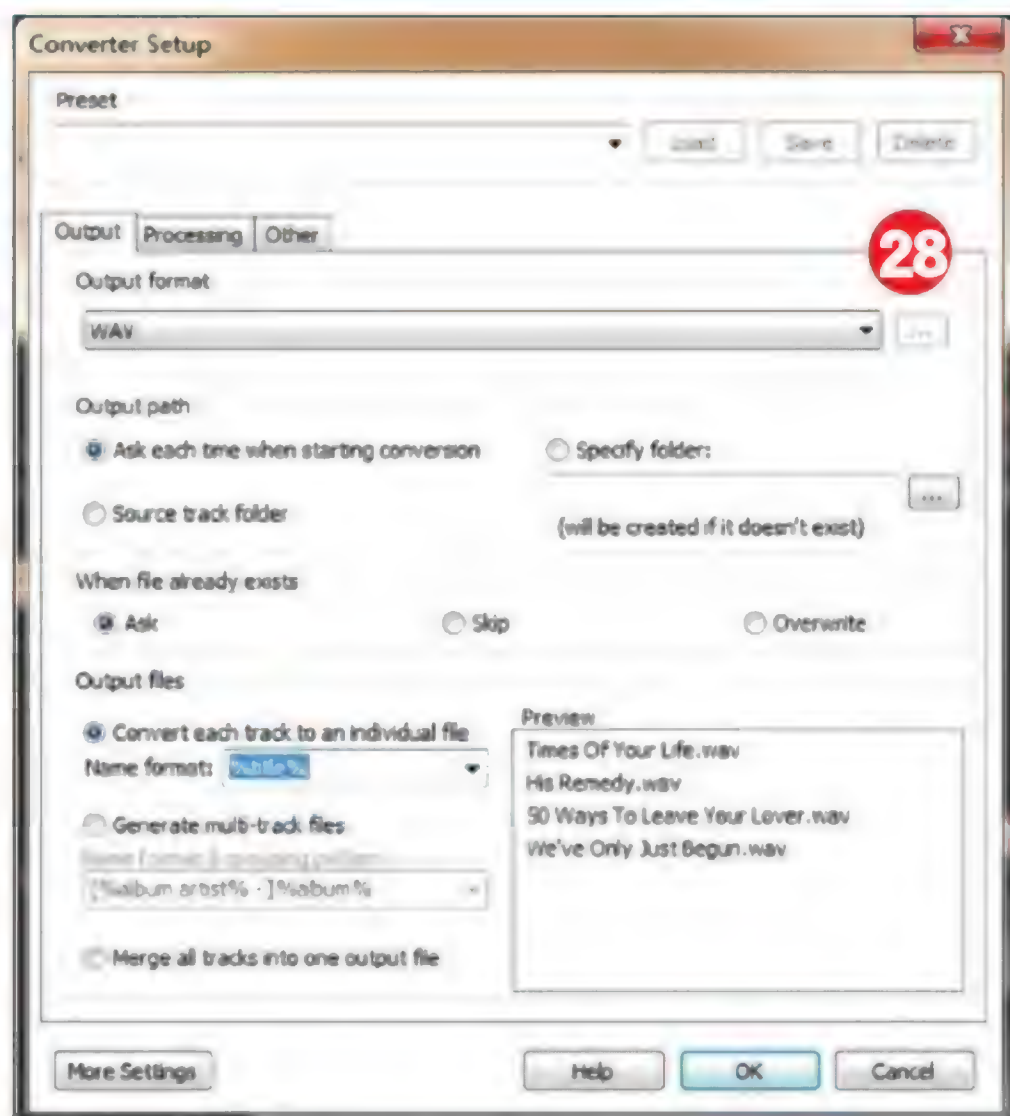 Converter Setup
Preset
Load Save Delete
Output Processing Other
28
Output format
WAV
...
Output path
Ask each time when starting conversion
Specify folder:
...
Source track folder
(will be created if it doesn't exist)
When file already exists
Ask
Skip
Overwrite
Output files
Convert each track to an individual file
Name format: %title%
Generate multi-track files
Name format & grouping pattern:
[%album artist% - ]%album%
Merge all tracks into one output file
Preview
Times Of Your Life.wav
His Remedy.wav
50 Ways To Leave Your Lover.wav
We've Only Just Begun.wav
More Settings
Help
OK
Cancel